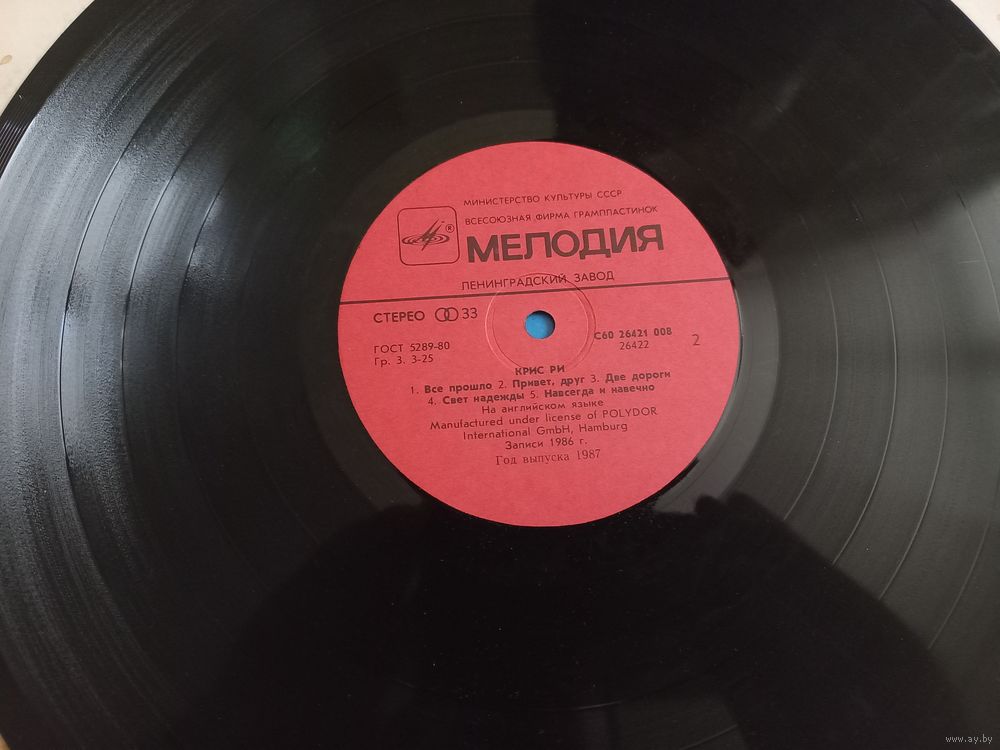 МИНИСТЕРСТВО КУЛЬТУРЫ СССР
ВСЕСОЮЗНАЯ ФИРМА ГРАМПЛАСТИНОК
® МЕЛОДИЯ
ЛЕНИНГРАДСКИЙ ЗАВОД
СТЕРЕО 33
ГОСТ 5289-80
Гр. 3. 3-25
С60 26421 008
26422
2
КРИС РИ
1. Все прошло 2. Привет, друг 3. Две дороги
4. Свет надежды 5. Навсегда и навечно
На английском языке
Manufactured under license of POLYDOR
International GmbH, Hamburg
Записи 1986 г.
Год выпуска 1987
www.ay.by